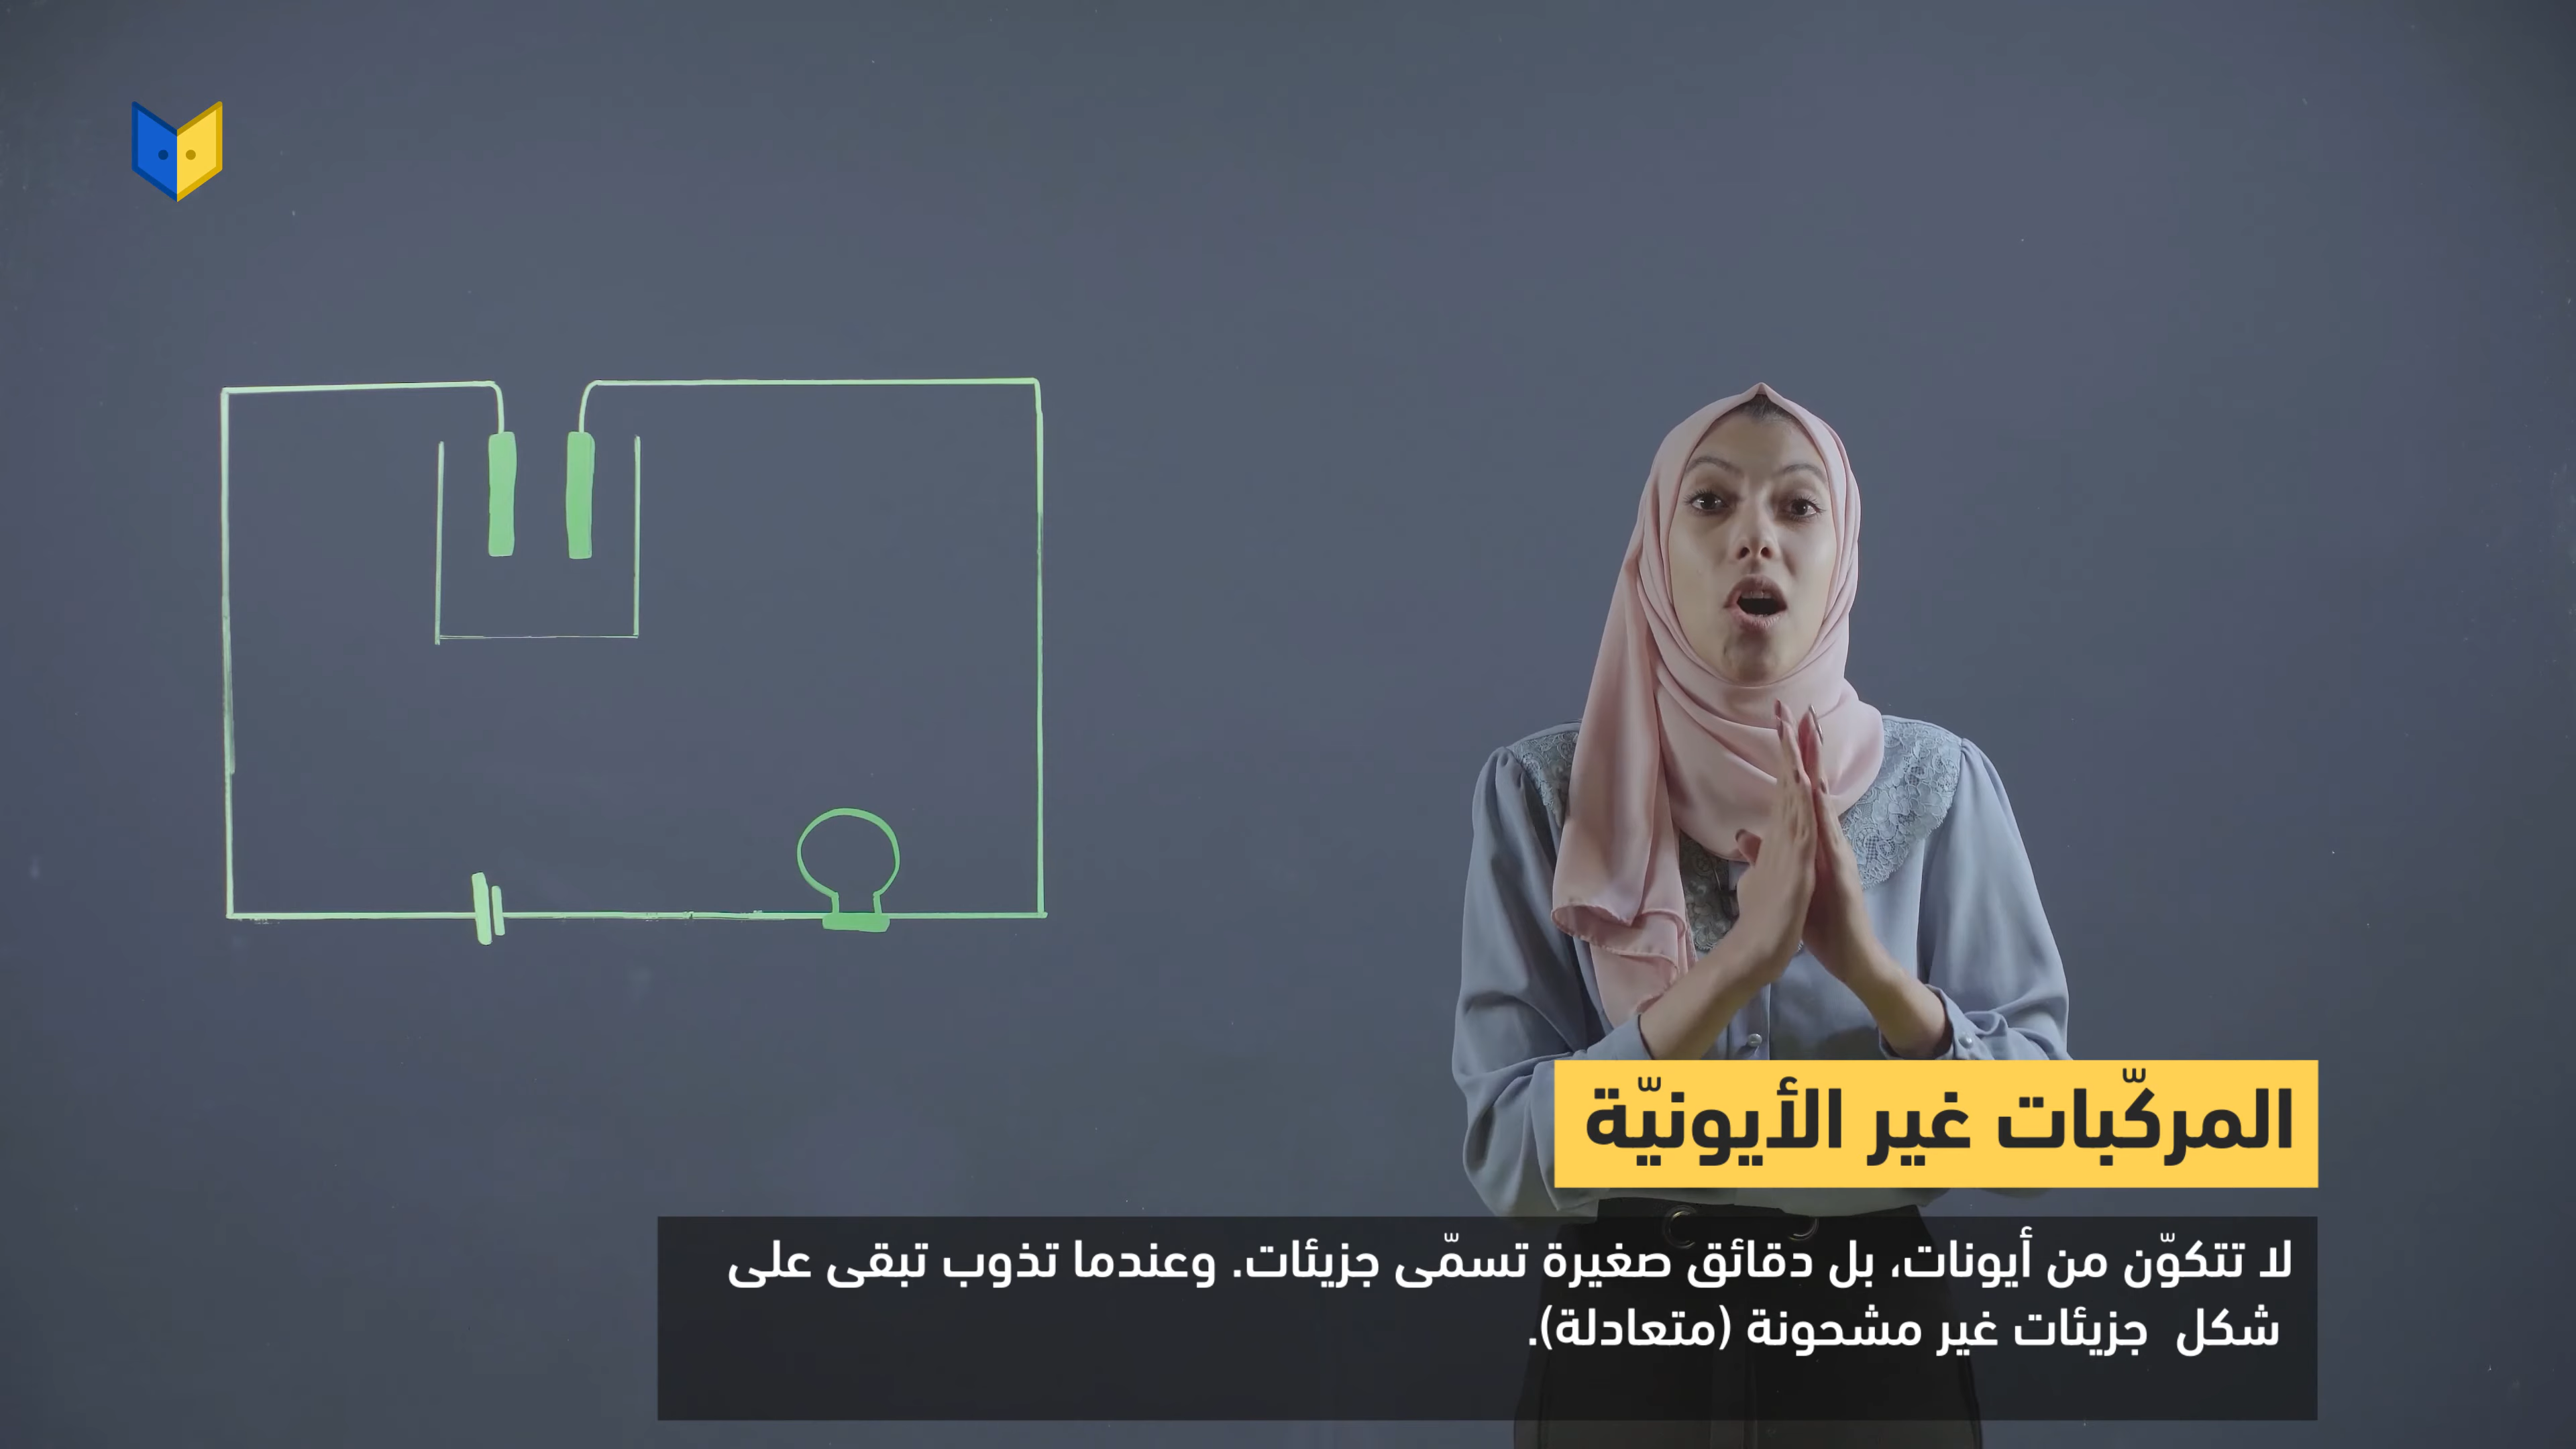 المركّبات غير الأيونيّة
لا تتكوّن من أيونات، بل دقائق صغيرة تسمّى جزيئات. وعندما تذوب تبقى على
شكل جزيئات غير مشحونة (متعادلة).